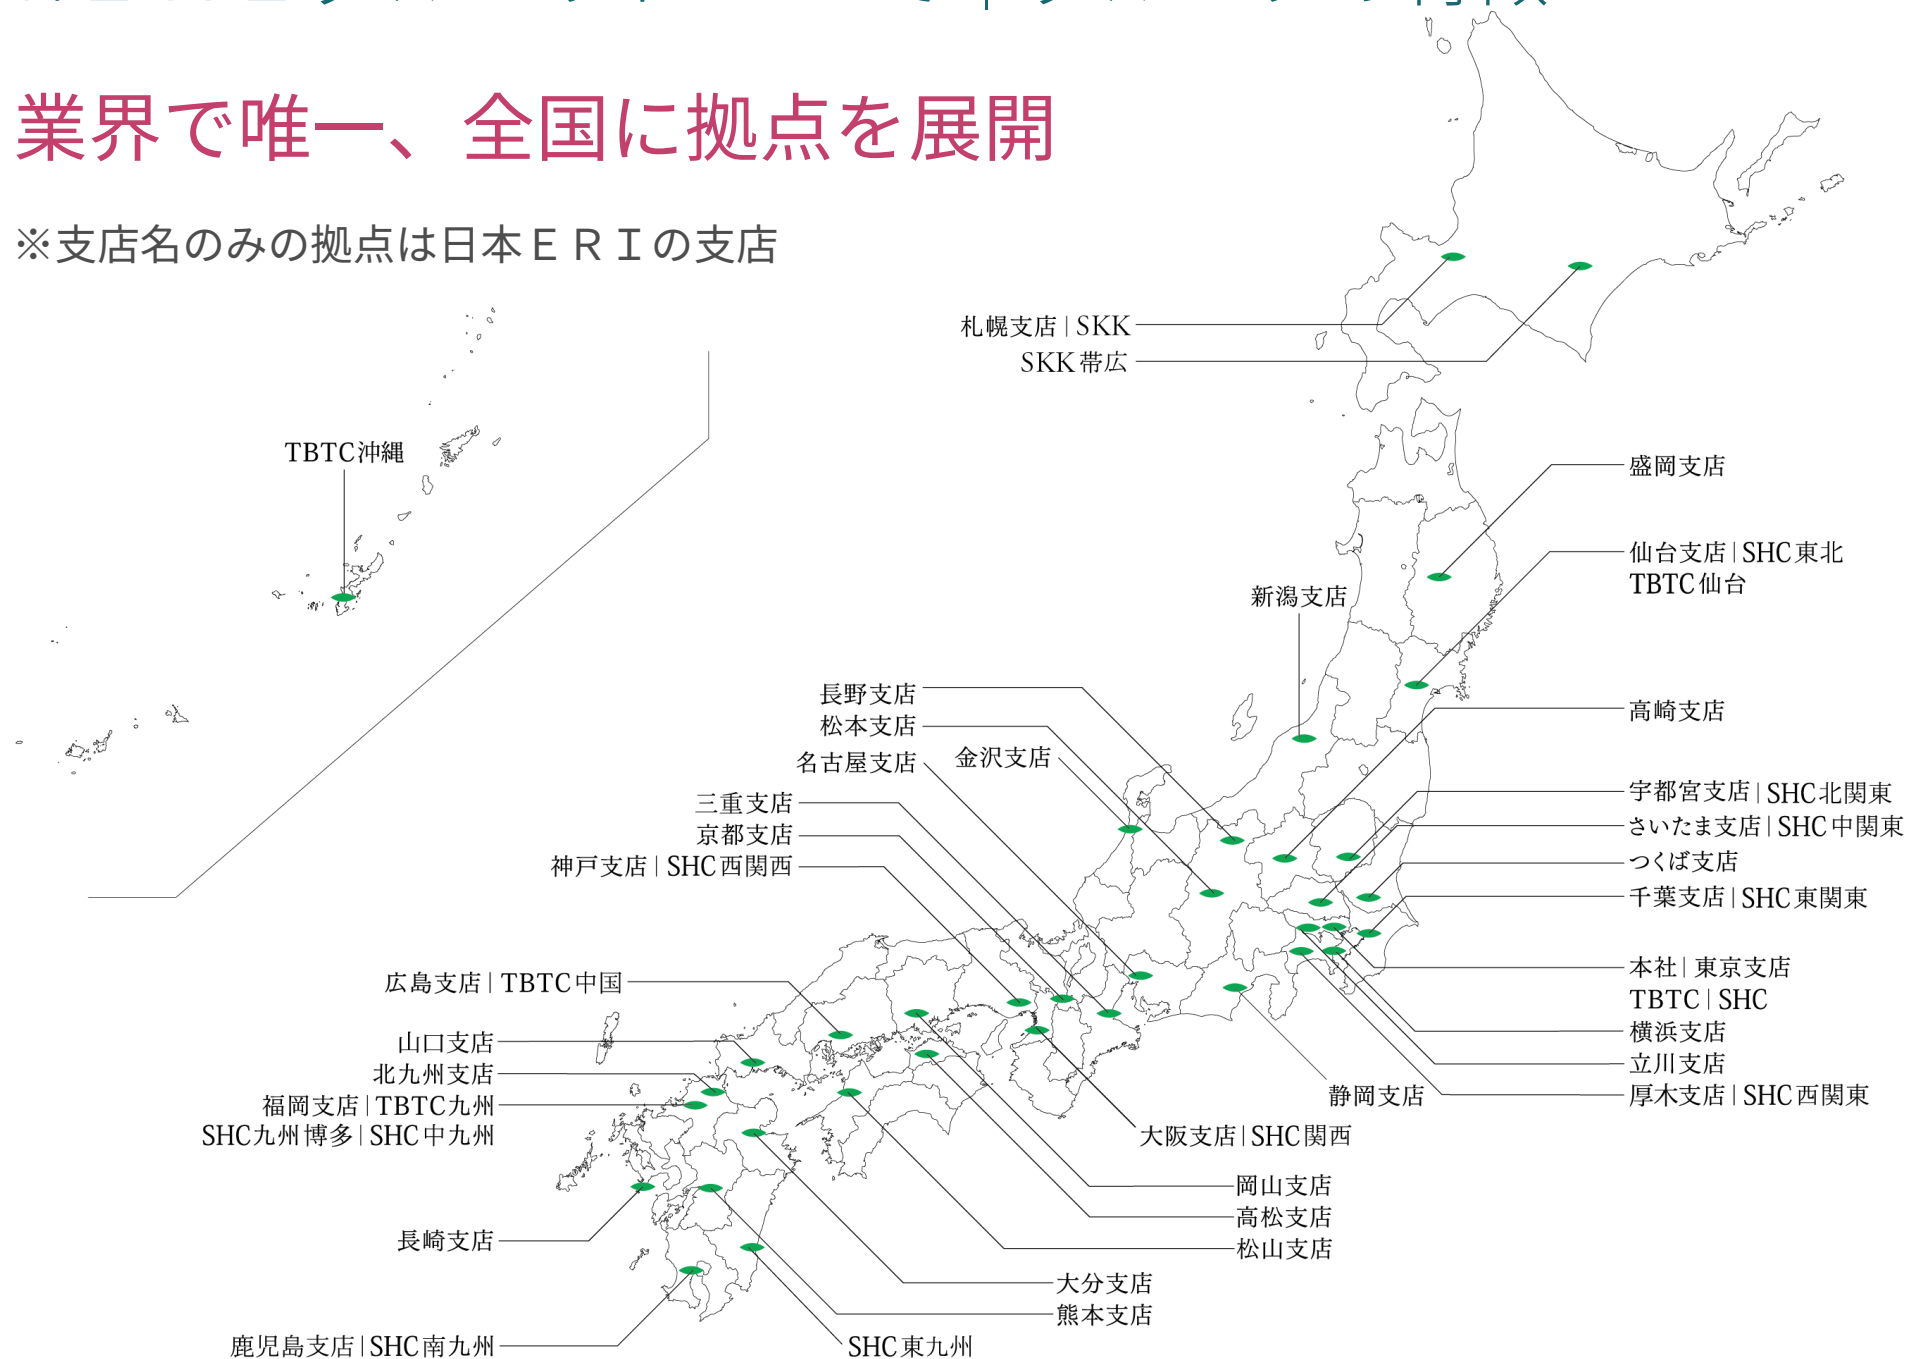 業界で唯一、全国に拠点を展開
※支店名のみの拠点は日本ＥＲＩの支店
札幌支店｜SKK
SKK帯広
TBTC沖縄
盛岡支店
仙台支店｜SHC東北
TBTC仙台
新潟支店
長野支店
松本支店
名古屋支店
金沢支店
高崎支店
三重支店
京都支店
神戸支店｜SHC西関西
宇都宮支店｜SHC北関東
さいたま支店｜SHC中関東
つくば支店
千葉支店｜SHC東関東
本社｜東京支店
TBTC｜SHC
横浜支店
立川支店
厚木支店｜SHC西関東
広島支店｜TBTC中国
山口支店
北九州支店
福岡支店｜TBTC九州
SHC九州博多｜SHC中九州
静岡支店
大阪支店｜SHC関西
岡山支店
高松支店
松山支店
長崎支店
大分支店
熊本支店
鹿児島支店｜SHC南九州
SHC東九州